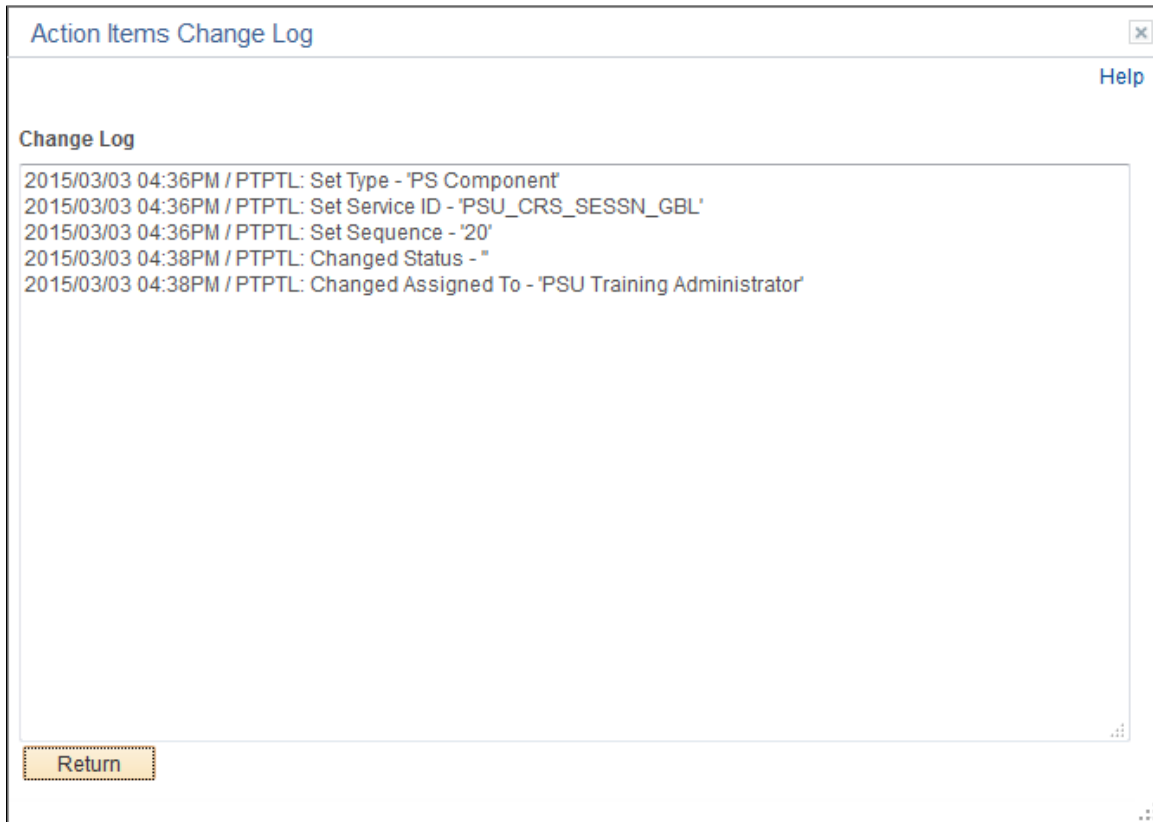 Action Items Change Log
Help
Change Log
2015/03/03 04:36PM / PTPTL: Set Type - 'PS Component'
2015/03/03 04:36PM / PTPTL: Set Service ID - 'PSU_CRS_SESSN_GBL'
2015/03/03 04:36PM / PTPTL: Set Sequence - '20'
2015/03/03 04:38PM / PTPTL: Changed Status - ''
2015/03/03 04:38PM / PTPTL: Changed Assigned To - 'PSU Training Administrator'
Return